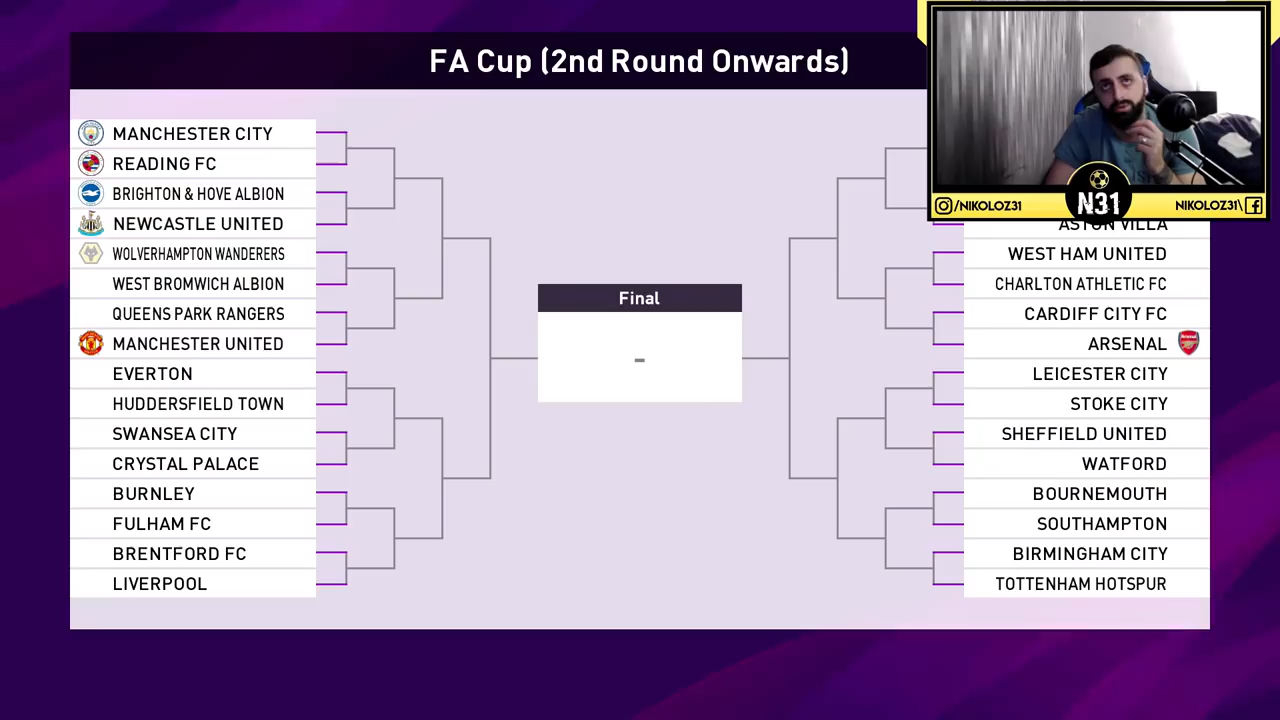 FA Cup (2nd Round Onwards)
MANCHESTER CITY
READING FC
BRIGHTON & HOVE ALBION
NEWCASTLE UNITED
WOLVERHAMPTON WANDERERS
WEST BROMWICH ALBION
QUEENS PARK RANGERS
MANCHESTER UNITED
EVERTON
HUDDERSFIELD TOWN
SWANSEA CITY
CRYSTAL PALACE
BURNLEY
FULHAM FC
BRENTFORD FC
LIVERPOOL
Final
-
/NIKOLOZ31
N31
NIKOLOZ31\
ASTON VILLA
WEST HAM UNITED
CHARLTON ATHLETIC FC
CARDIFF CITY FC
ARSENAL
LEICESTER CITY
STOKE CITY
SHEFFIELD UNITED
WATFORD
BOURNEMOUTH
SOUTHAMPTON
BIRMINGHAM CITY
TOTTENHAM HOTSPUR